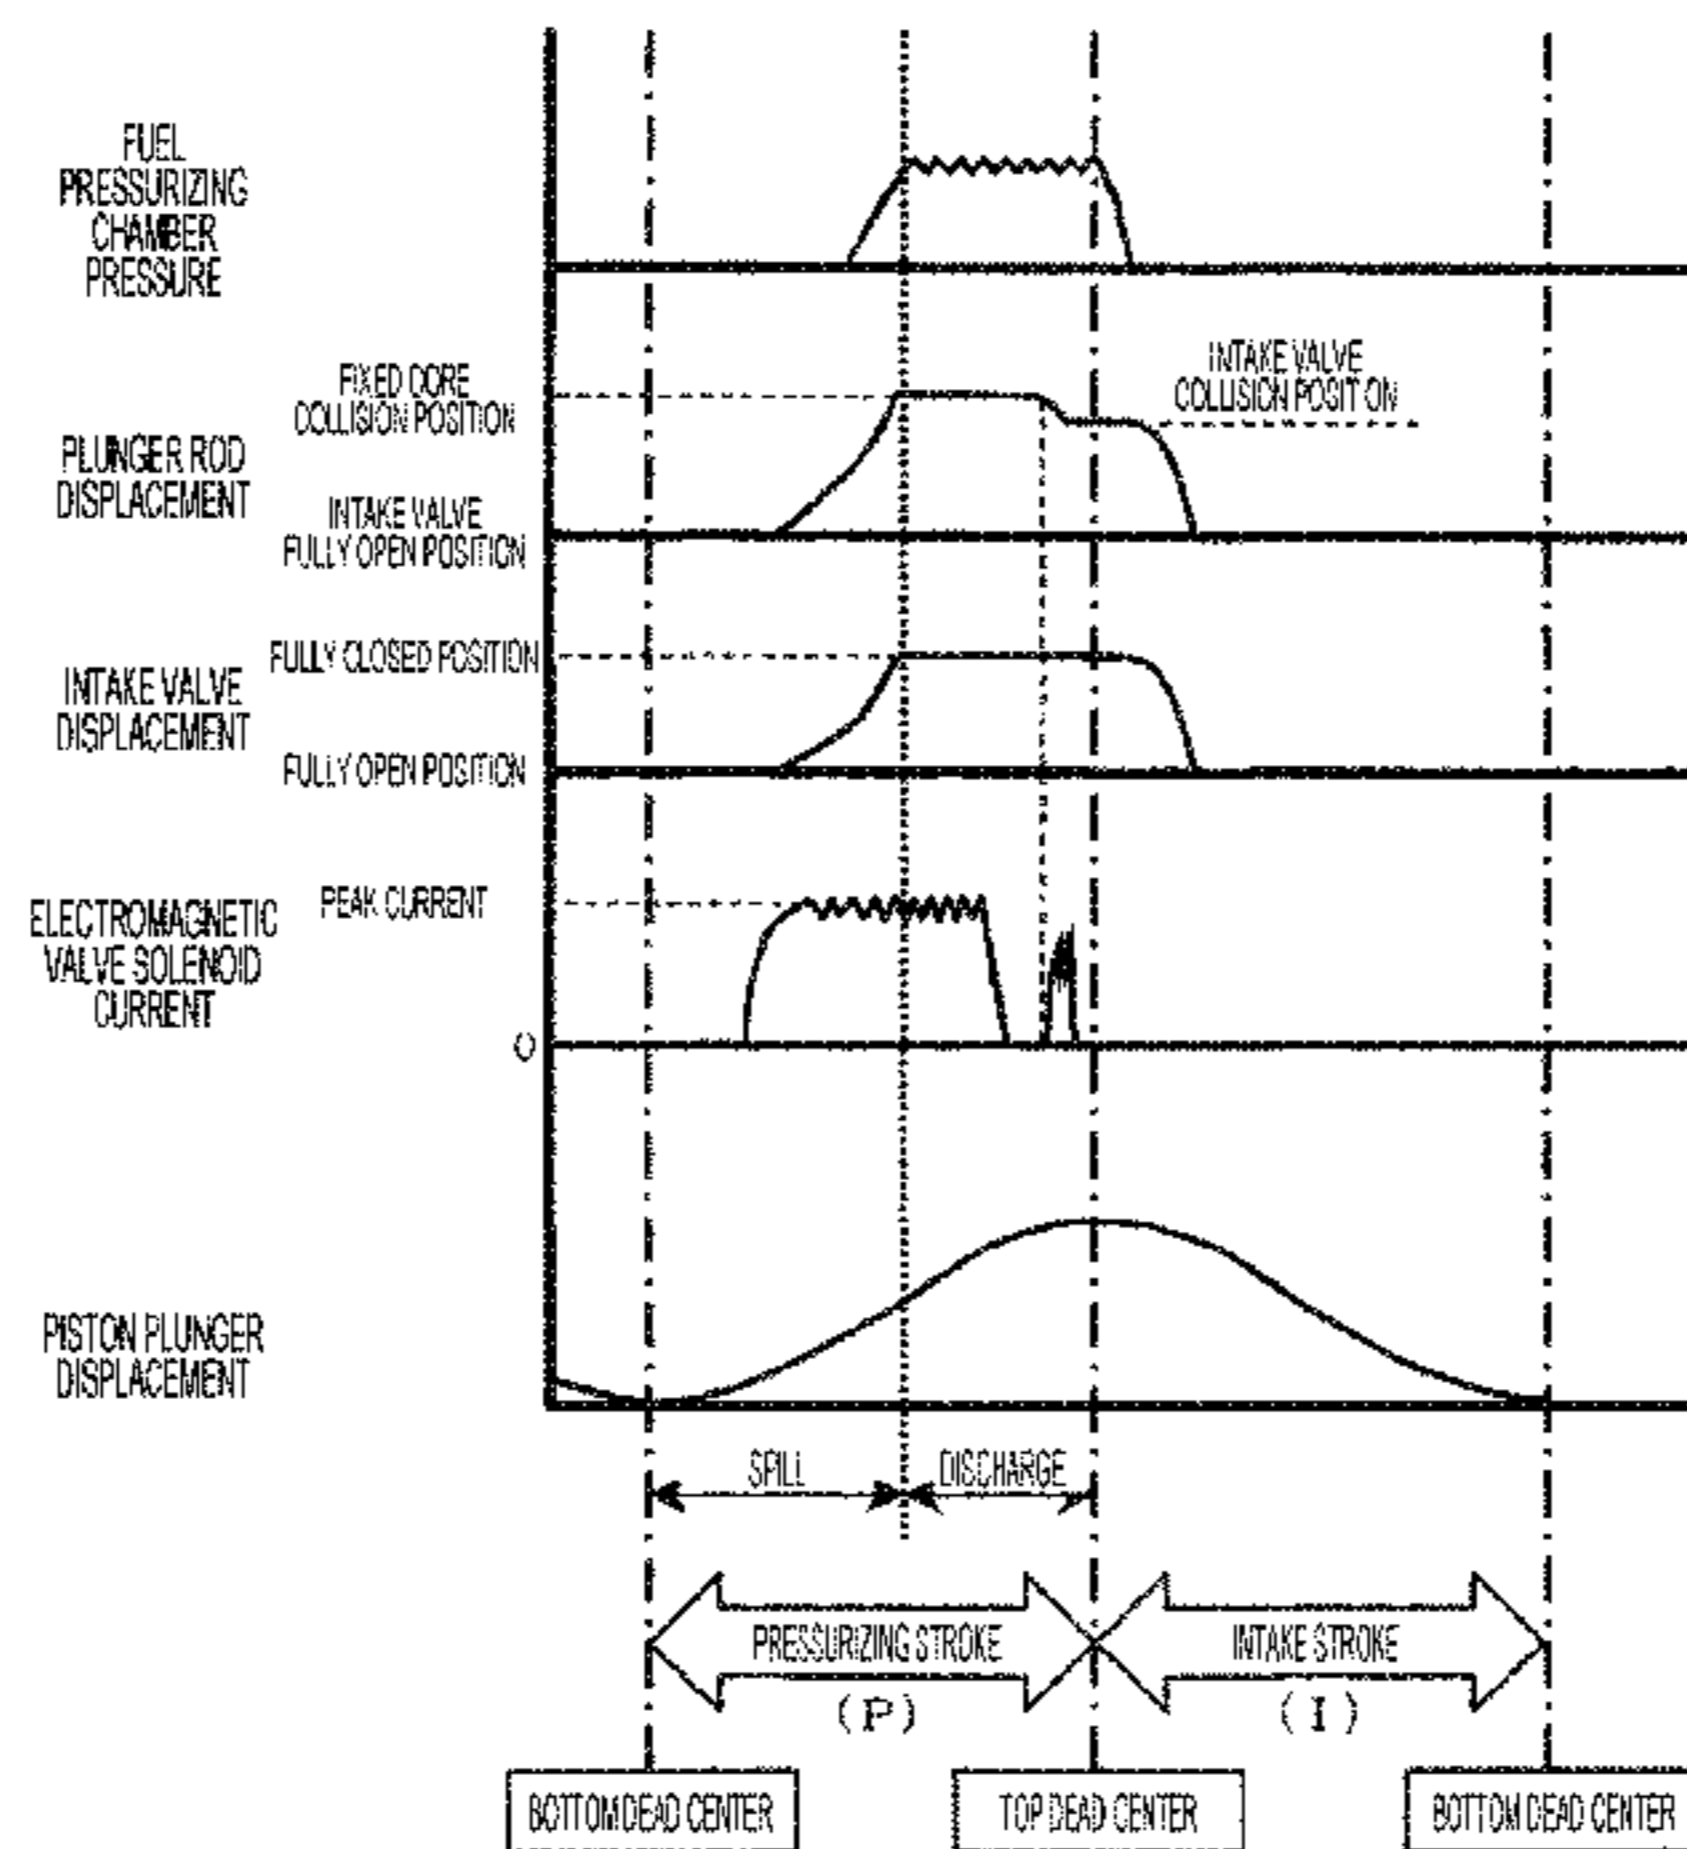 FUEL
PRESSURIZING
CHAMBER
PRESSURE
FIXED CORE
COLLISION POSITION
INTAKE VALVE
COLLISION POSITION
PLUNGER ROD
DISPLACEMENT
INTAKE VALVE
FULLY OPEN POSITION
FULLY CLOSED POSITION
INTAKE VALVE
DISPLACEMENT
FULLY OPEN POSITION
PEAK CURRENT
ELECTROMAGNETIC
VALVE SOLENOID
CURRENT
0
PISTON PLUNGER
DISPLACEMENT
SPILL
DISCHARGE
PRESSURIZING STROKE
(P)
INTAKE STROKE
(I)
BOTTOM DEAD CENTER
TOP DEAD CENTER
BOTTOM DEAD CENTER